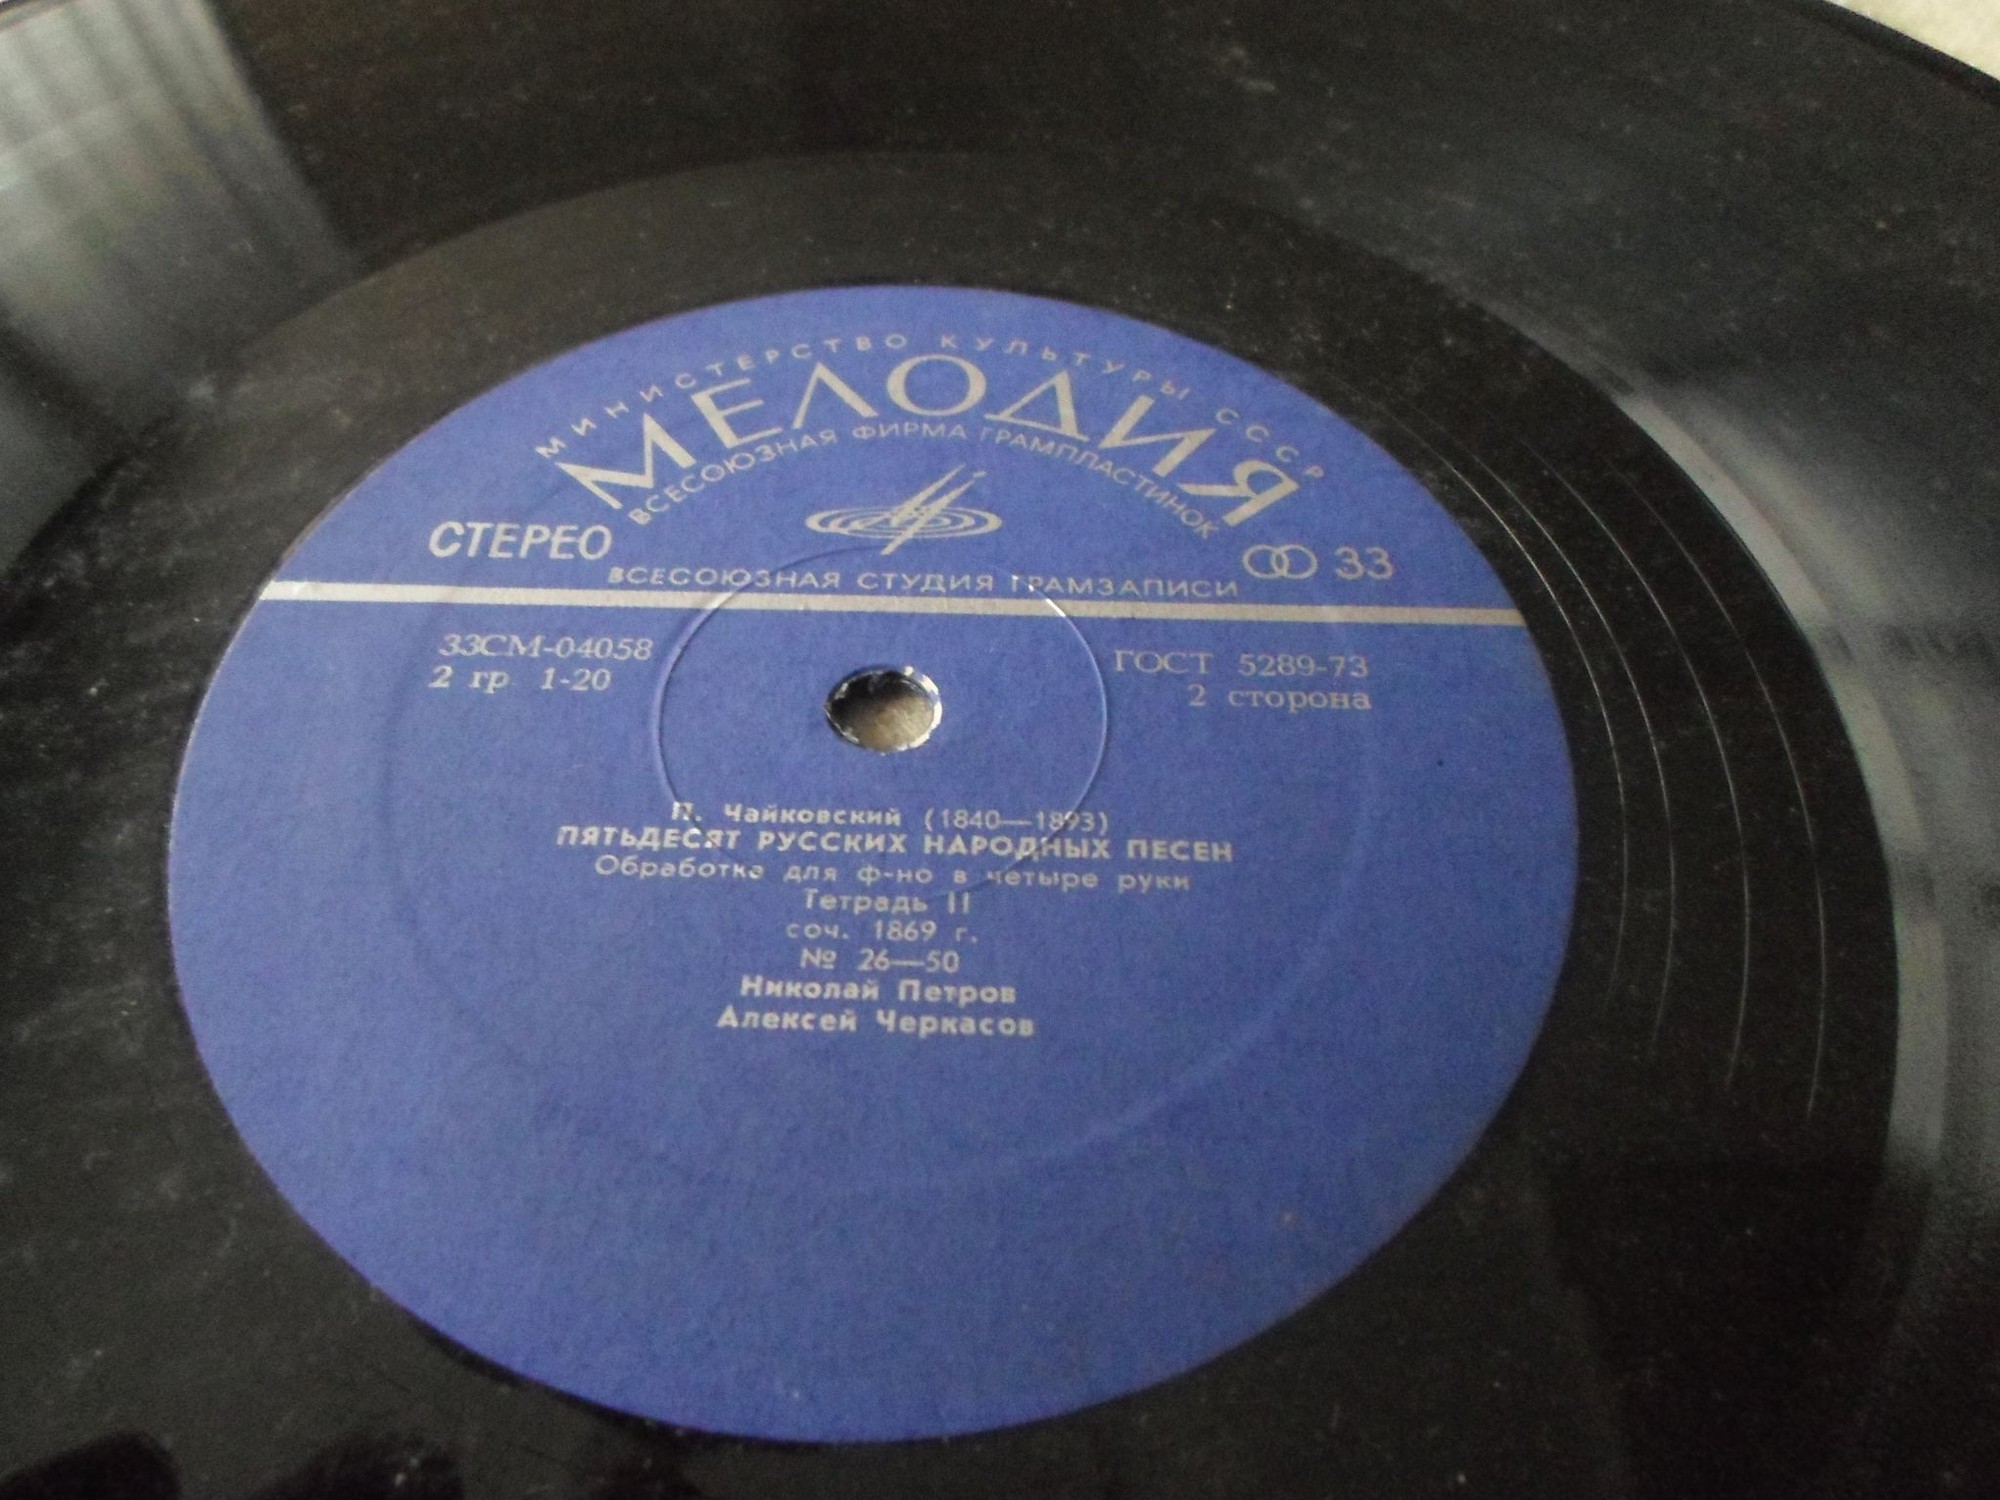 МИНИСТЕРСТВО КУЛЬТУРЫ СССР
МЕЛОДИЯ
ВСЕСОЮЗНАЯ ФИРМА ГРАМПЛАСТИНОК
СТЕРЕО
33
ВСЕСОЮЗНАЯ СТУДИЯ ГРАМЗАПИСИ
33СМ-04058
2 гр 1-20
ГОСТ 5289-73
2 сторона
П. Чайковский (1840—1893)
ПЯТЬДЕСЯТ РУССКИХ НАРОДНЫХ ПЕСЕН
Обработка для ф-но в четыре руки
Тетрадь II
соч. 1869 г.
№ 26—50
Николай Петров
Алексей Черкасов